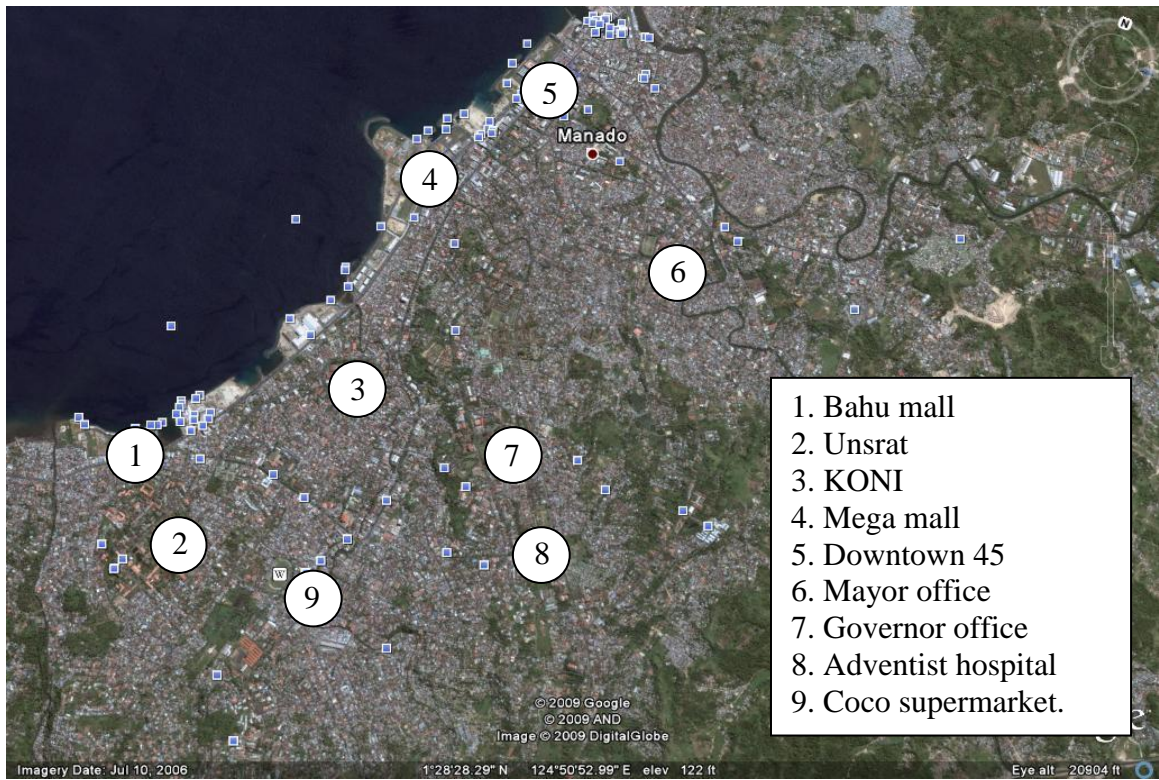 N
5
Manado
4
6
3
1
7
2
8
9
W
1. Bahu mall
2. Unsrat
3. KONI
4. Mega mall
5. Downtown 45
6. Mayor office
7. Governor office
8. Adventist hospital
9. Coco supermarket.
© 2009 Google
© 2009 AND
Image © 2009 DigitalGlobe
Imagery Date: Jul 10, 2006 1°28'28.29" N 124°50'52.99" E elev 122 ft Eye alt 20904 ft